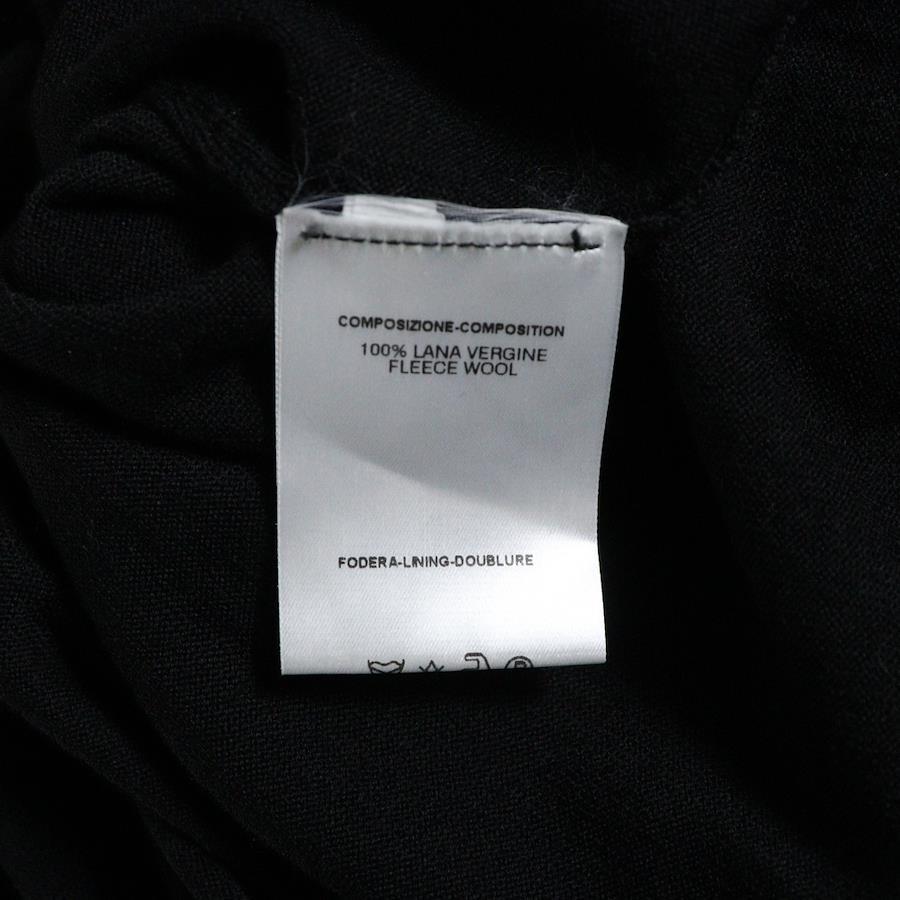 COMPOSIZIONE-COMPOSITION
100% LANA VERGINE
FLEECE WOOL
FODERA-LINING-DOUBLURE